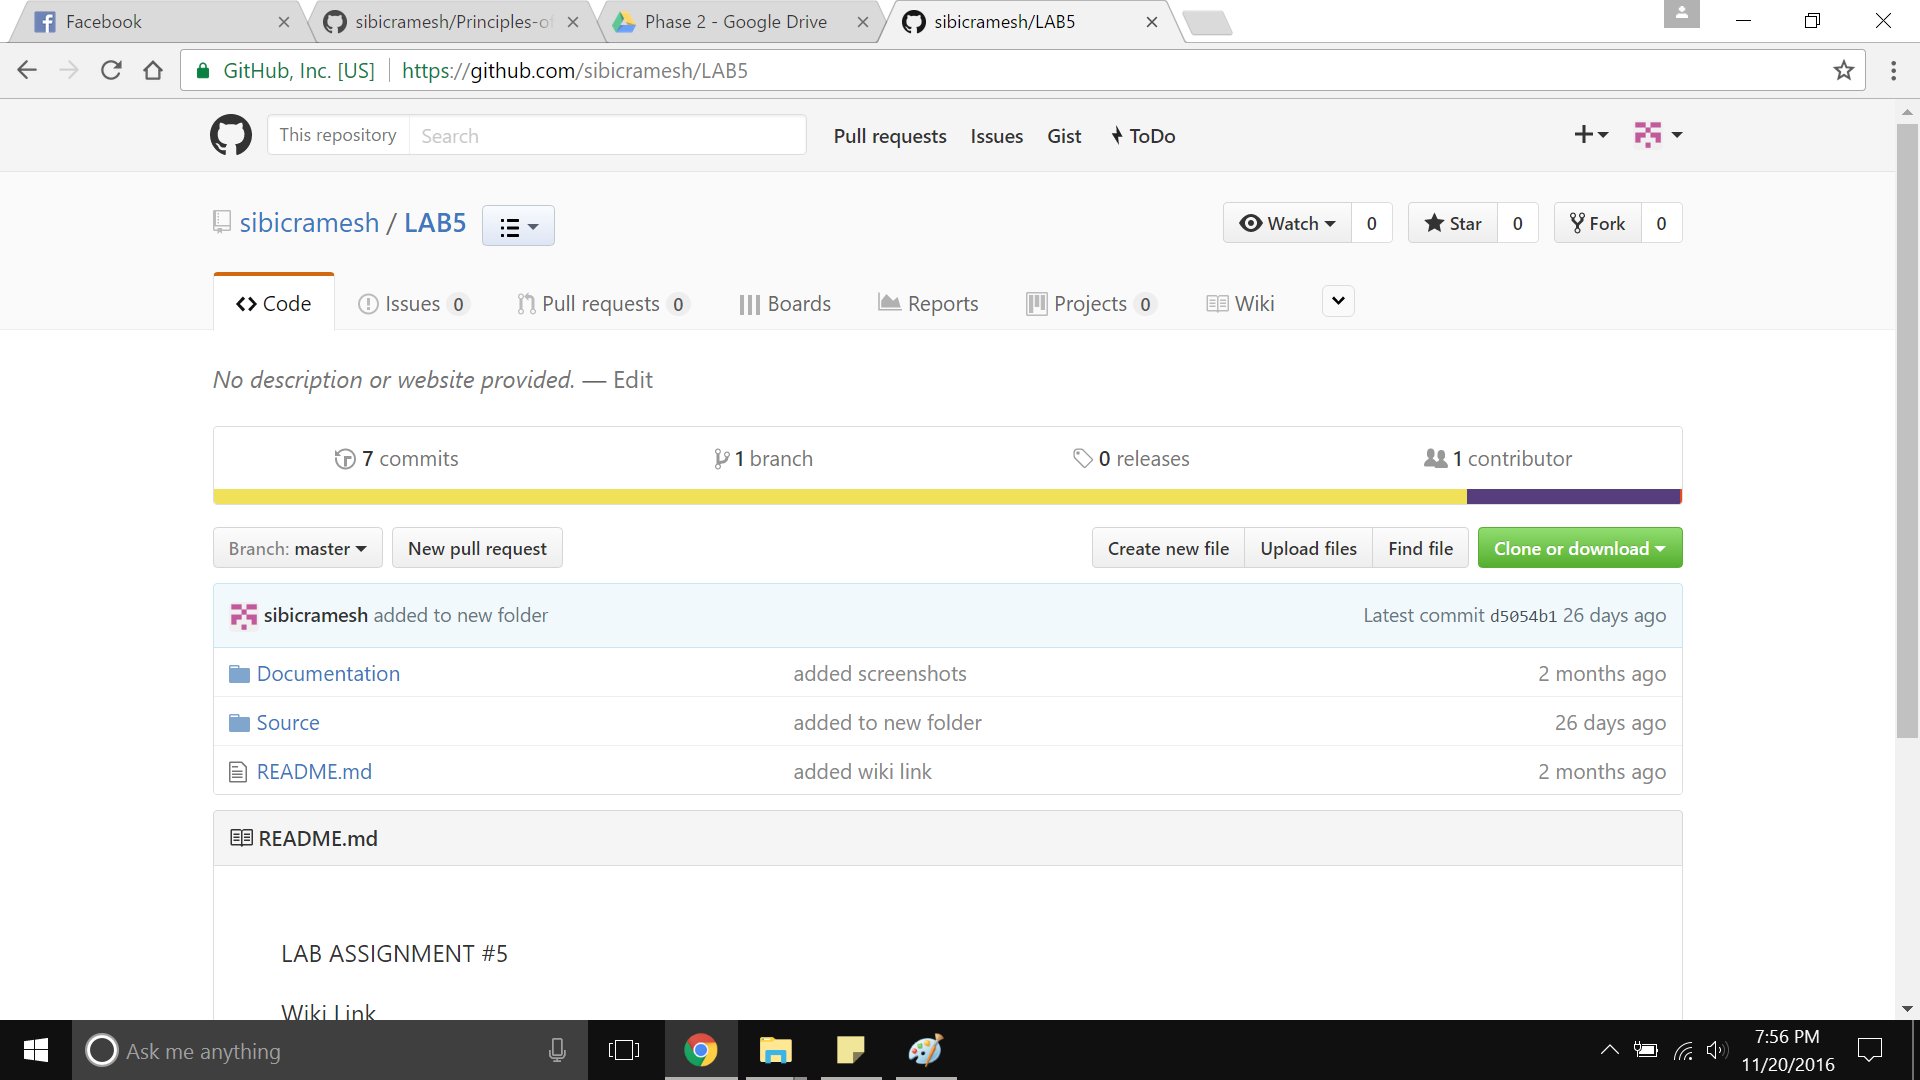 Facebook
sibicramesh/Principles-of
Phase 2 - Google Drive
sibicramesh/LAB5
GitHub, Inc. [US] https://github.com/sibicramesh/LAB5
This repository Search Pull requests Issues Gist ToDo
sibicramesh / LAB5
Watch 0 Star 0 Fork 0
Code Issues 0 Pull requests 0 Boards Reports Projects 0 Wiki
No description or website provided. — Edit
7 commits 1 branch 0 releases 1 contributor
Branch: master New pull request Create new file Upload files Find file Clone or download
sibicramesh added to new folder Latest commit d5054b1 26 days ago
Documentation added screenshots 2 months ago
Source added to new folder 26 days ago
README.md added wiki link 2 months ago
README.md
LAB ASSIGNMENT #5
Wiki Link
Ask me anything
7:56 PM
11/20/2016